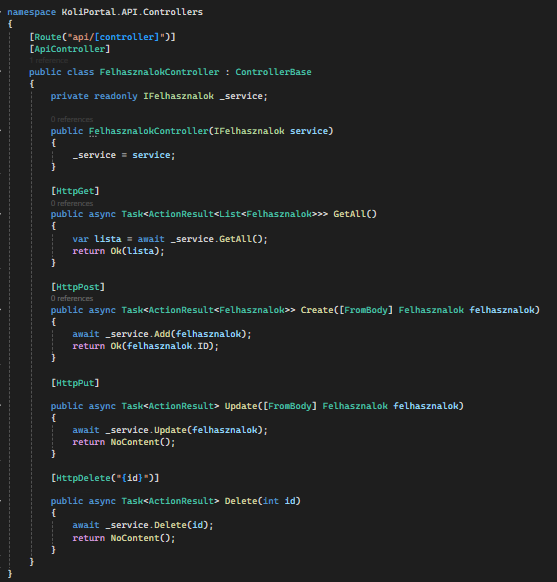 namespace KoliPortal.API.Controllers
{
[Route("api/[controller]")]
[ApiController]
1 reference
public class FelhasznalokController : ControllerBase
{
private readonly IFelhasznalok _service;
0 references
public FelhasznalokController(IFelhasznalok service)
{
_service = service;
}
[HttpGet]
0 references
public async Task<ActionResult<List<Felhasznalok>>> GetAll()
{
var lista = await _service.GetAll();
return Ok(lista);
}
[HttpPost]
0 references
public async Task<ActionResult<Felhasznalok>> Create([FromBody] Felhasznalok felhasznalok)
{
await _service.Add(felhasznalok);
return Ok(felhasznalok.ID);
}
[HttpPut]
public async Task<ActionResult> Update([FromBody] Felhasznalok felhasznalok)
{
await _service.Update(felhasznalok);
return NoContent();
}
[HttpDelete("{id}")]
public async Task<ActionResult> Delete(int id)
{
await _service.Delete(id);
return NoContent();
}
}
}